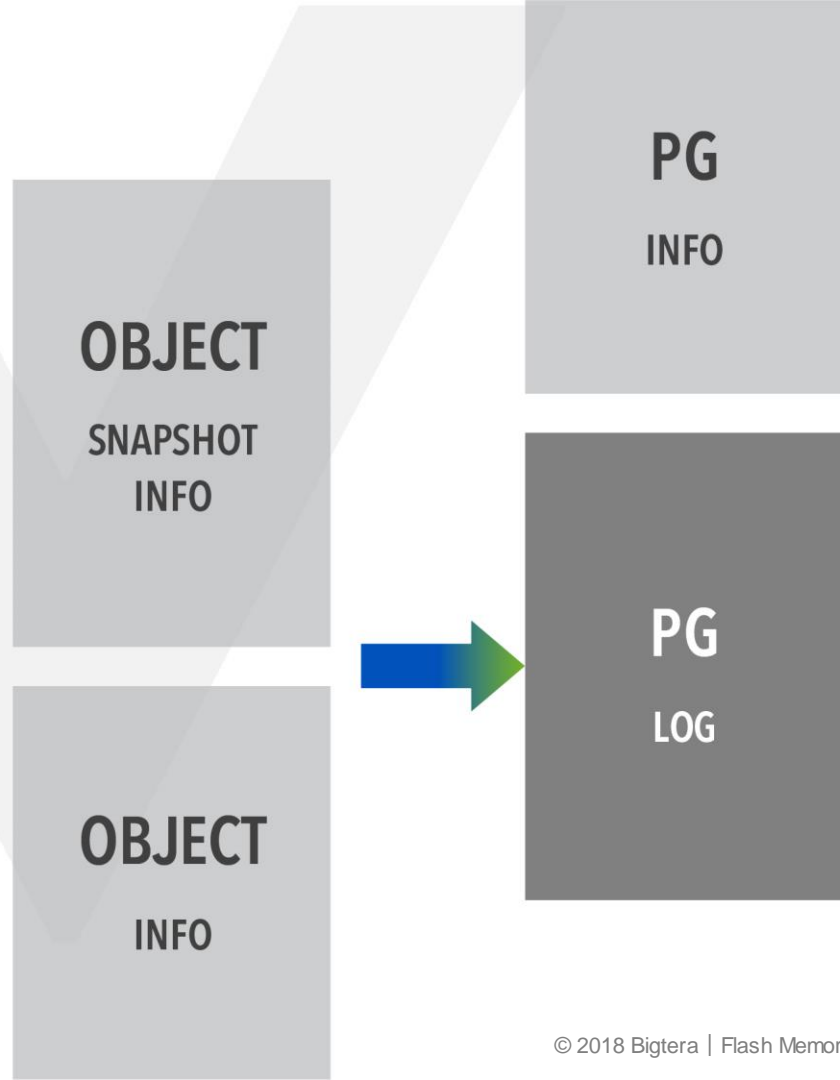 OBJECT
SNAPSHOT
INFO
OBJECT
INFO
PG
INFO
PG
LOG
© 2018 Bigtera | Flash Memor